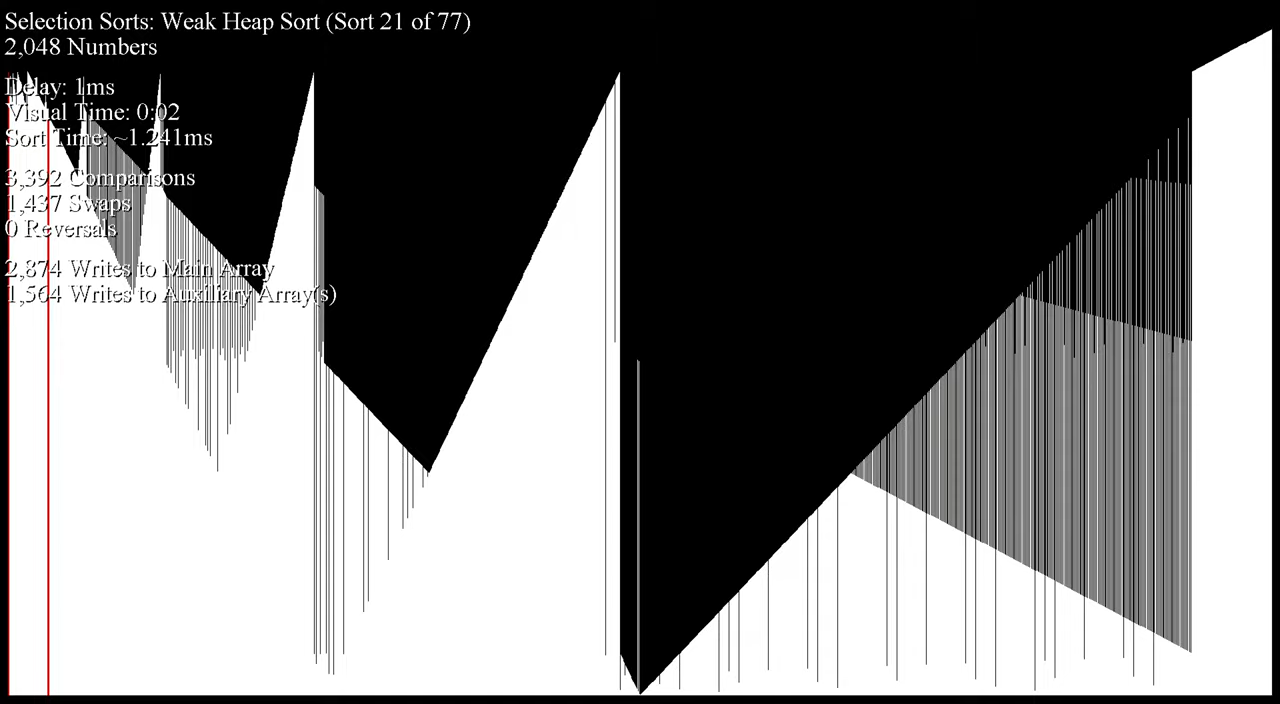 Selection Sorts: Weak Heap Sort (Sort 21 of 77)
2,048 Numbers
Delay: 1ms
Visual Time: 0:02
Sort Time: ~1.241ms
3,392 Comparisons
1,437 Swaps
0 Reversals
2,874 Writes to Main Array
1,564 Writes to Auxiliary Array(s)